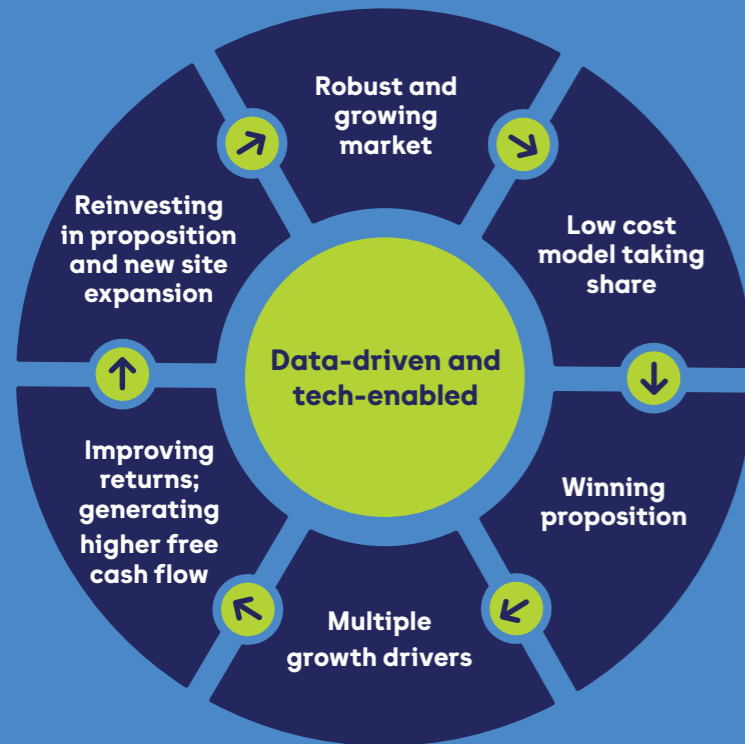 Robust and
growing
market
Low cost
model taking
share
Winning
proposition
Multiple
growth drivers
Improving
returns;
generating
higher free
cash flow
Reinvesting
in proposition
and new site
expansion
Data-driven and
tech-enabled